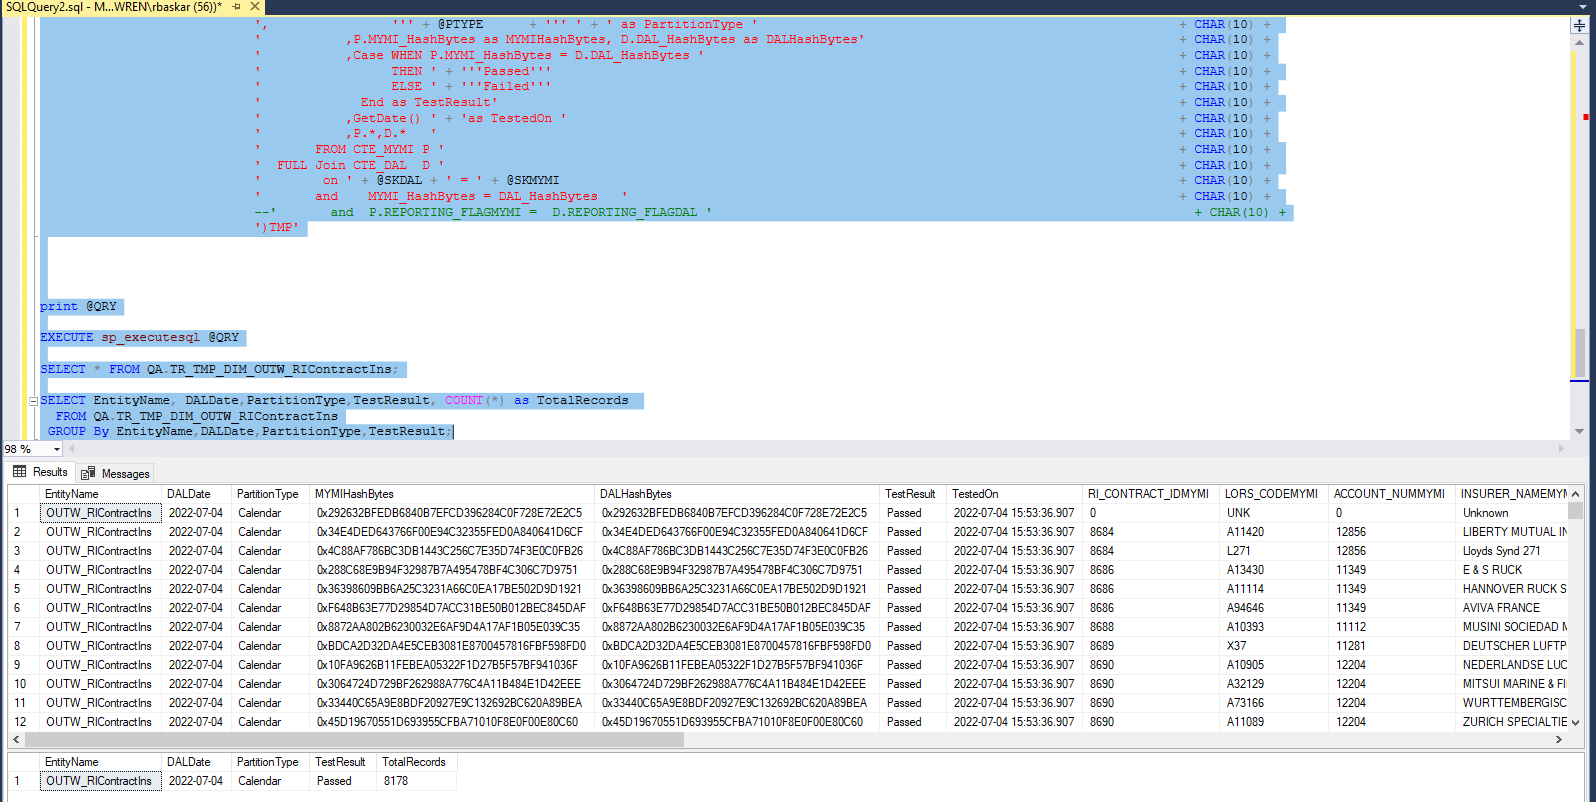 SQLQuery2.sql - M...WREN\rbaskar (56))*
', ''' + @PTYPE + ''' ' + ' as PartitionType ' + CHAR(10) +
' ,P.MYMI_HashBytes as MYMIHashBytes, D.DAL_HashBytes as DALHashBytes' + CHAR(10) +
' ,Case WHEN P.MYMI_HashBytes = D.DAL_HashBytes ' + CHAR(10) +
' THEN ' + '''Passed''' + CHAR(10) +
' ELSE ' + '''Failed''' + CHAR(10) +
' End as TestResult' + CHAR(10) +
' ,GetDate() ' + 'as TestedOn ' + CHAR(10) +
' ,P.*,D.* ' + CHAR(10) +
' FROM CTE_MYMI P ' + CHAR(10) +
' FULL Join CTE_DAL D ' + CHAR(10) +
' on ' + @SKDAL + ' = ' + @SKMYMI + CHAR(10) +
' and MYMI_HashBytes = DAL_HashBytes ' + CHAR(10) +
--' and P.REPORTING_FLAGMYMI = D.REPORTING_FLAGDAL ' + CHAR(10) +
')TMP'
print @QRY
EXECUTE sp_executesql @QRY
SELECT * FROM QA.TR_TMP_DIM_OUTW_RIContractIns;
SELECT EntityName, DALDate,PartitionType,TestResult, COUNT(*) as TotalRecords
FROM QA.TR_TMP_DIM_OUTW_RIContractIns
GROUP By EntityName,DALDate,PartitionType,TestResult;
98 %
Results Messages
EntityName DALDate PartitionType MYMIHashBytes DALHashBytes TestResult TestedOn RI_CONTRACT_IDMYMI LORS_CODEMYMI ACCOUNT_NUMMYMI INSURER_NAMEMYM
1 OUTW_RIContractIns 2022-07-04 Calendar 0x292632BFEDB6840B7EFCD396284C0F728E72E2C5 0x292632BFEDB6840B7EFCD396284C0F728E72E2C5 Passed 2022-07-04 15:53:36.907 0 UNK 0 Unknown
2 OUTW_RIContractIns 2022-07-04 Calendar 0x34E4DED643766F00E94C32355FED0A840641D6CF 0x34E4DED643766F00E94C32355FED0A840641D6CF Passed 2022-07-04 15:53:36.907 8684 A11420 12856 LIBERTY MUTUAL IN
3 OUTW_RIContractIns 2022-07-04 Calendar 0x4C88AF786BC3DB1443C256C7E35D74F3E0C0FB26 0x4C88AF786BC3DB1443C256C7E35D74F3E0C0FB26 Passed 2022-07-04 15:53:36.907 8684 L271 12856 Lloyds Synd 271
4 OUTW_RIContractIns 2022-07-04 Calendar 0x288C68E9B94F32987B7A495478BF4C306C7D9751 0x288C68E9B94F32987B7A495478BF4C306C7D9751 Passed 2022-07-04 15:53:36.907 8686 A13430 11349 E & S RUCK
5 OUTW_RIContractIns 2022-07-04 Calendar 0x36398609BB6A25C3231A66C0EA17BE502D9D1921 0x36398609BB6A25C3231A66C0EA17BE502D9D1921 Passed 2022-07-04 15:53:36.907 8686 A11114 11349 HANNOVER RUCK S
6 OUTW_RIContractIns 2022-07-04 Calendar 0xF648B63E77D29854D7ACC31BE50B012BEC845DAF 0xF648B63E77D29854D7ACC31BE50B012BEC845DAF Passed 2022-07-04 15:53:36.907 8686 A94646 11349 AVIVA FRANCE
7 OUTW_RIContractIns 2022-07-04 Calendar 0x8872AA802B6230032E6AF9D4A17AF1B05E039C35 0x8872AA802B6230032E6AF9D4A17AF1B05E039C35 Passed 2022-07-04 15:53:36.907 8688 A10393 11112 MUSINI SOCIEDAD M
8 OUTW_RIContractIns 2022-07-04 Calendar 0xBDCA2D32DA4E5CEB3081E8700457816FBF598FD0 0xBDCA2D32DA4E5CEB3081E8700457816FBF598FD0 Passed 2022-07-04 15:53:36.907 8689 X37 11281 DEUTSCHER LUFTP
9 OUTW_RIContractIns 2022-07-04 Calendar 0x10FA9626B11FEBEA05322F1D27B5F57BF941036F 0x10FA9626B11FEBEA05322F1D27B5F57BF941036F Passed 2022-07-04 15:53:36.907 8690 A10905 12204 NEDERLANDSE LUC
10 OUTW_RIContractIns 2022-07-04 Calendar 0x3064724D729BF262988A776C4A11B484E1D42EEE 0x3064724D729BF262988A776C4A11B484E1D42EEE Passed 2022-07-04 15:53:36.907 8690 A32129 12204 MITSUI MARINE & FI
11 OUTW_RIContractIns 2022-07-04 Calendar 0x33440C65A9E8BDF20927E9C132692BC620A89BEA 0x33440C65A9E8BDF20927E9C132692BC620A89BEA Passed 2022-07-04 15:53:36.907 8690 A73166 12204 WURTTEMBERGISC
12 OUTW_RIContractIns 2022-07-04 Calendar 0x45D19670551D693955CFBA71010F8E0F00E80C60 0x45D19670551D693955CFBA71010F8E0F00E80C60 Passed 2022-07-04 15:53:36.907 8690 A11089 12204 ZURICH SPECIALTIE
EntityName DALDate PartitionType TestResult TotalRecords
1 OUTW_RIContractIns 2022-07-04 Calendar Passed 8178